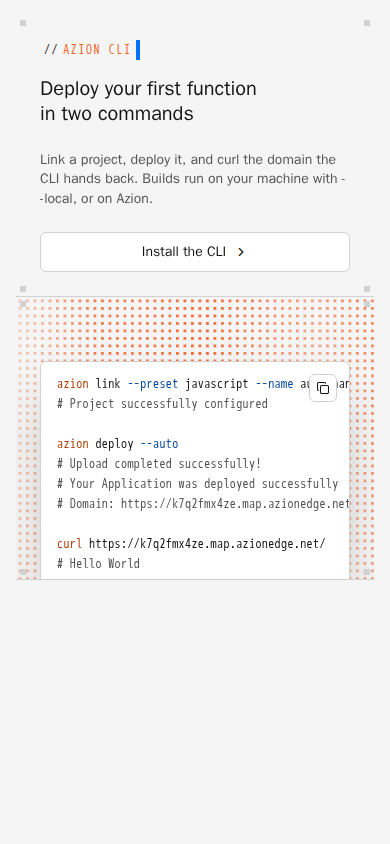 // AZION CLI
Deploy your first function
in two commands
Link a project, deploy it, and curl the domain the
CLI hands back. Builds run on your machine with -
-local, or on Azion.
Install the CLI
azion link --preset javascript --name
# Project successfully configured
azion deploy --auto
# Upload completed successfully!
# Your Application was deployed successfully
# Domain: https://k7q2fmx4ze.map.azionedge.net
curl https://k7q2fmx4ze.map.azionedge.net/
# Hello World